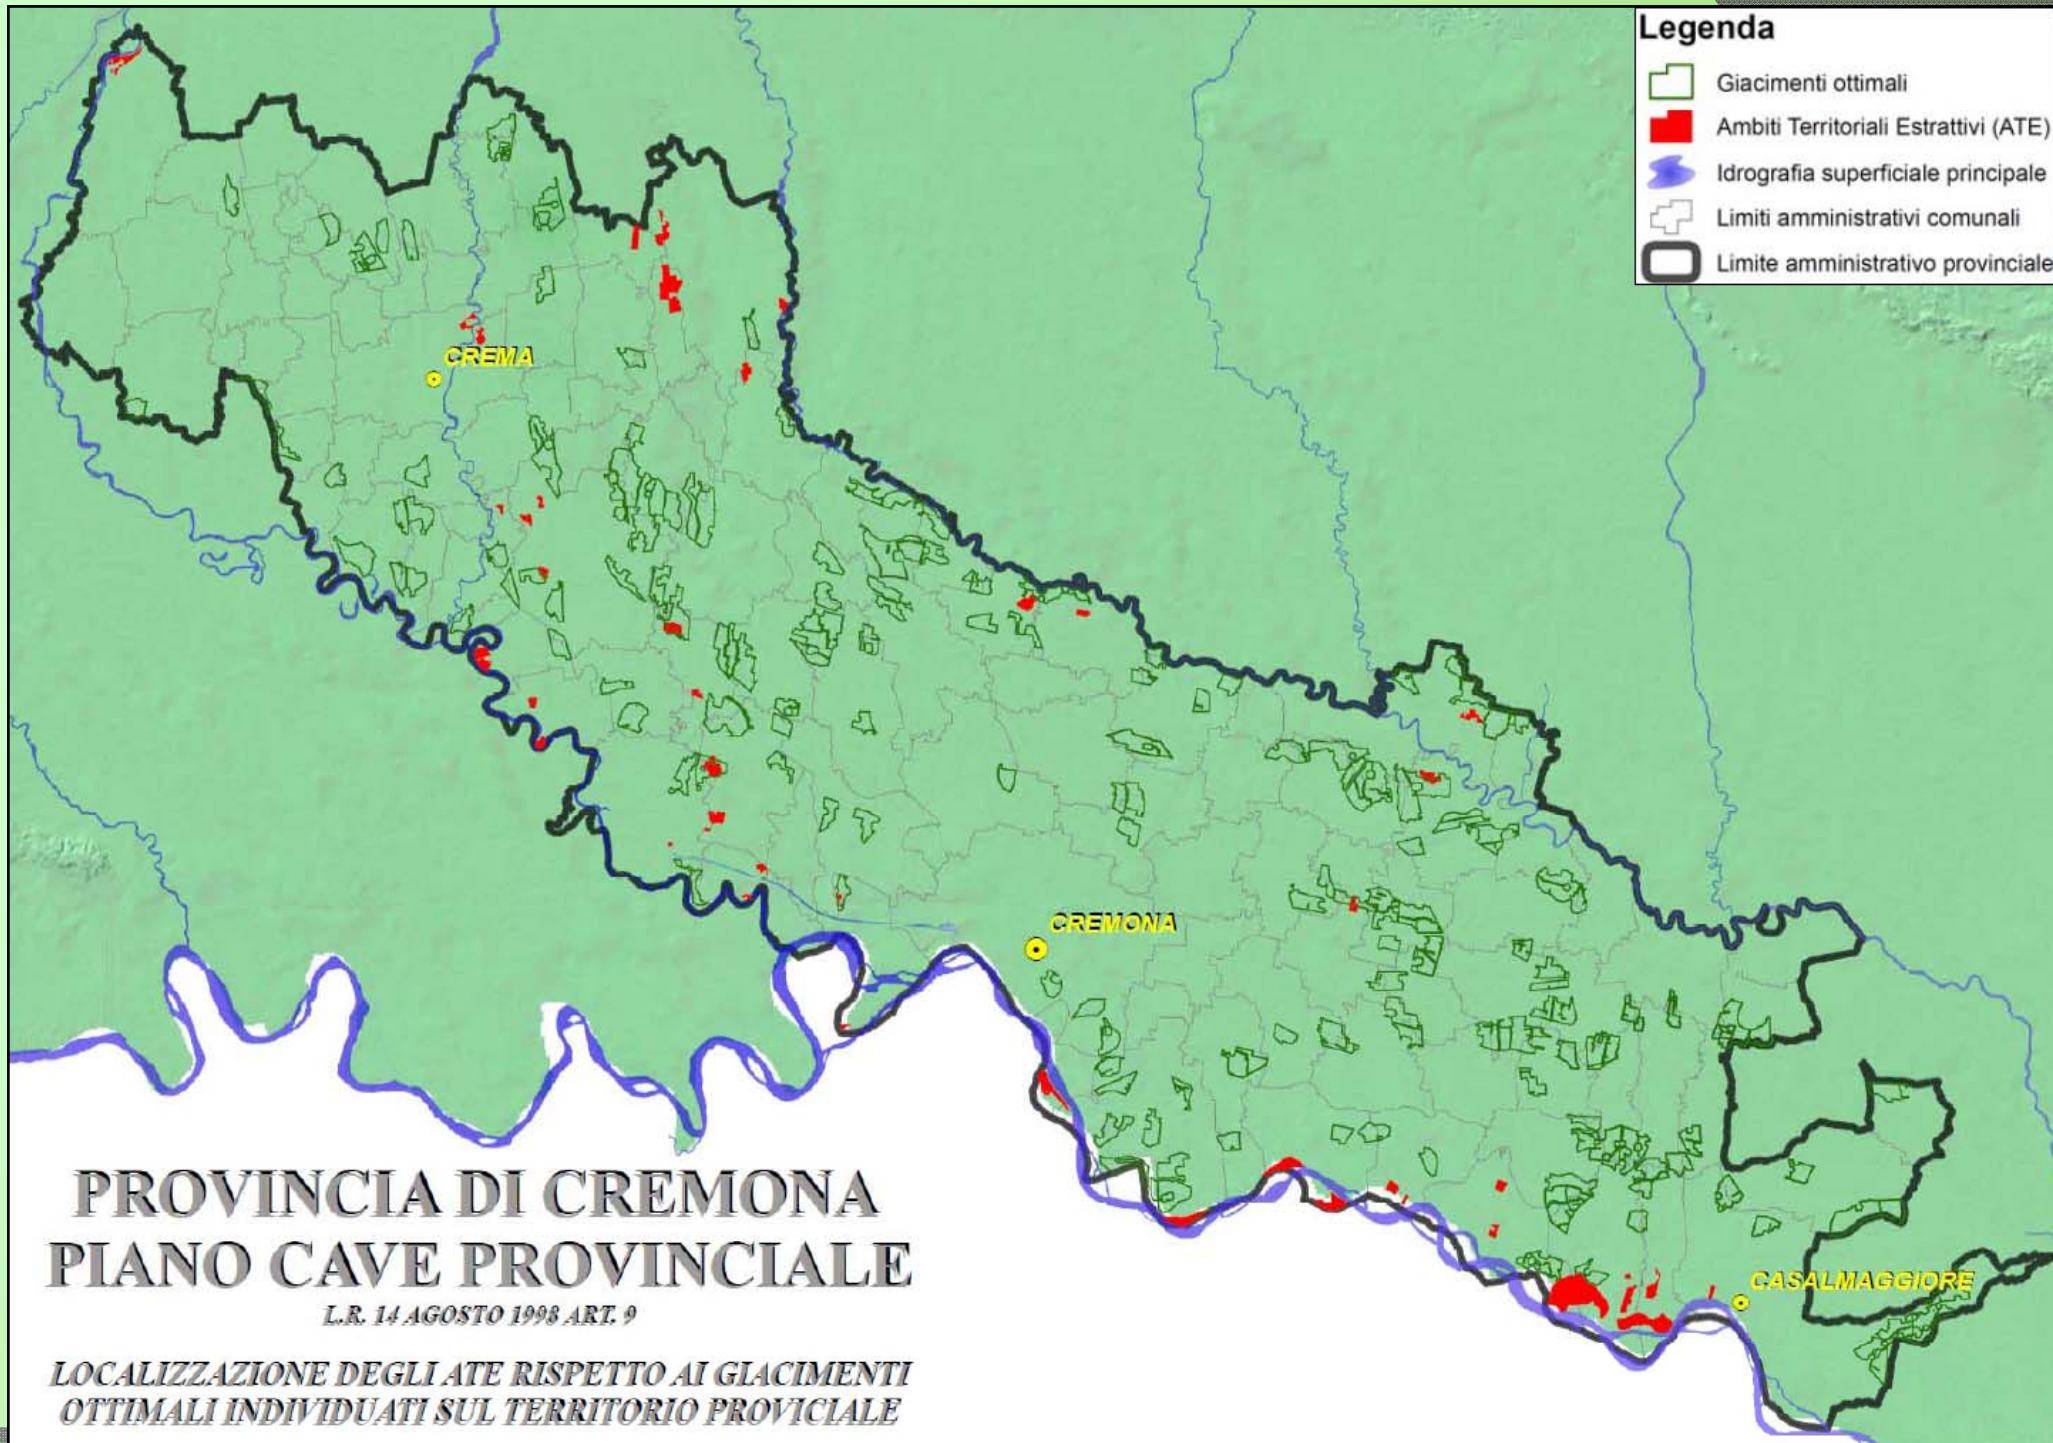 Legenda
Giacimenti ottimali
Ambiti Territoriali Estrattivi (ATE)
Idrografia superficiale principale
Limiti amministrativi comunali
Limite amministrativo provinciale
CREMA
CREMONA
CASALMAGGIORE
PROVINCIA DI CREMONA
PIANO CAVE PROVINCIALE
L.R. 14 AGOSTO 1998 ART. 9
LOCALIZZAZIONE DEGLI ATE RISPETTO AI GIACIMENTI
OTTIMALI INDIVIDUATI SUL TERRITORIO PROVICIALE